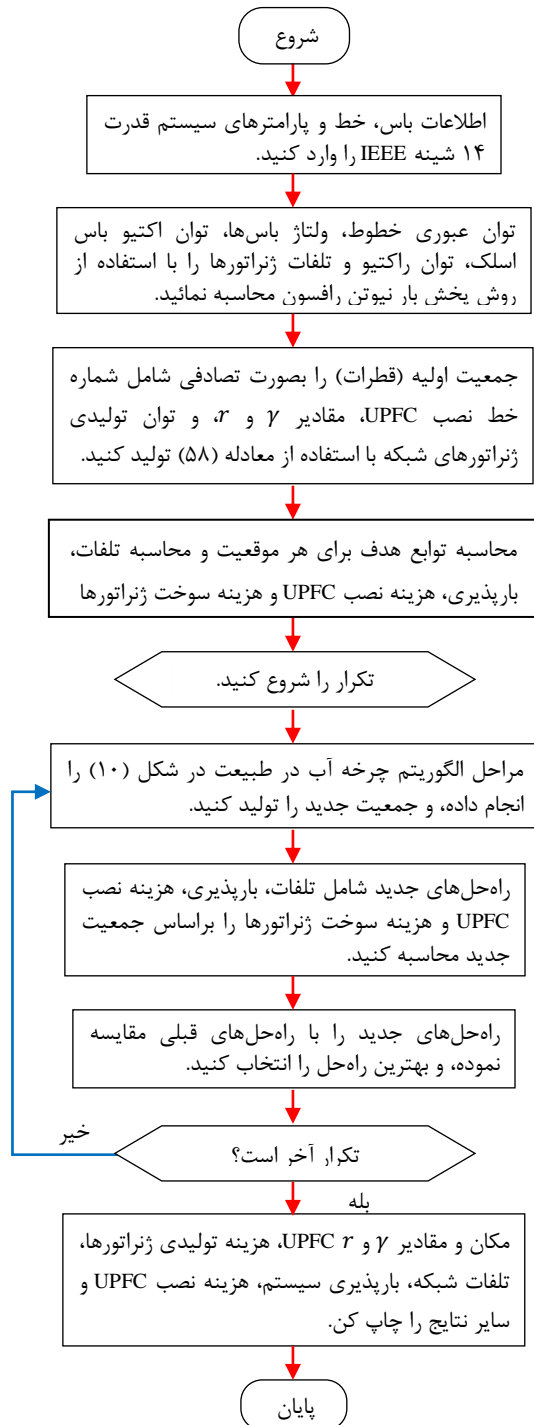 شروع
اطلاعات باس، خط و پارامترهای سیستم قدرت
۱۴ شینه IEEE را وارد کنید.
توان عبوری خطوط، ولتاژ باس‌ها، توان اکتیو باس
اسلک، توان راکتیو و تلفات ژنراتورها را با استفاده از
روش پخش بار نیوتن رافسون محاسبه نمائید.
جمعیت اولیه (قطرات) را بصورت تصادفی شامل شماره
خط نصب UPFC، مقادیر γ و r، و توان تولیدی
ژنراتورهای شبکه با استفاده از معادله (۵۸) تولید کنید.
محاسبه توابع هدف برای هر موقعیت و محاسبه تلفات،
بارپذیری، هزینه نصب UPFC و هزینه سوخت ژنراتورها
تکرار را شروع کنید.
مراحل الگوریتم چرخه آب در طبیعت در شکل (۱۰) را
انجام داده، و جمعیت جدید را تولید کنید.
راه‌حل‌های جدید شامل تلفات، بارپذیری، هزینه نصب
UPFC و هزینه سوخت ژنراتورها را براساس جمعیت
جدید محاسبه کنید.
راه‌حل‌های جدید را با راه‌حل‌های قبلی مقایسه
نموده، و بهترین راه‌حل را انتخاب کنید.
خیر
تکرار آخر است؟
بله
مکان و مقادیر γ و r UPFC، هزینه تولیدی ژنراتورها،
تلفات شبکه، بارپذیری سیستم، هزینه نصب UPFC و
سایر نتایج را چاپ کن.
پایان